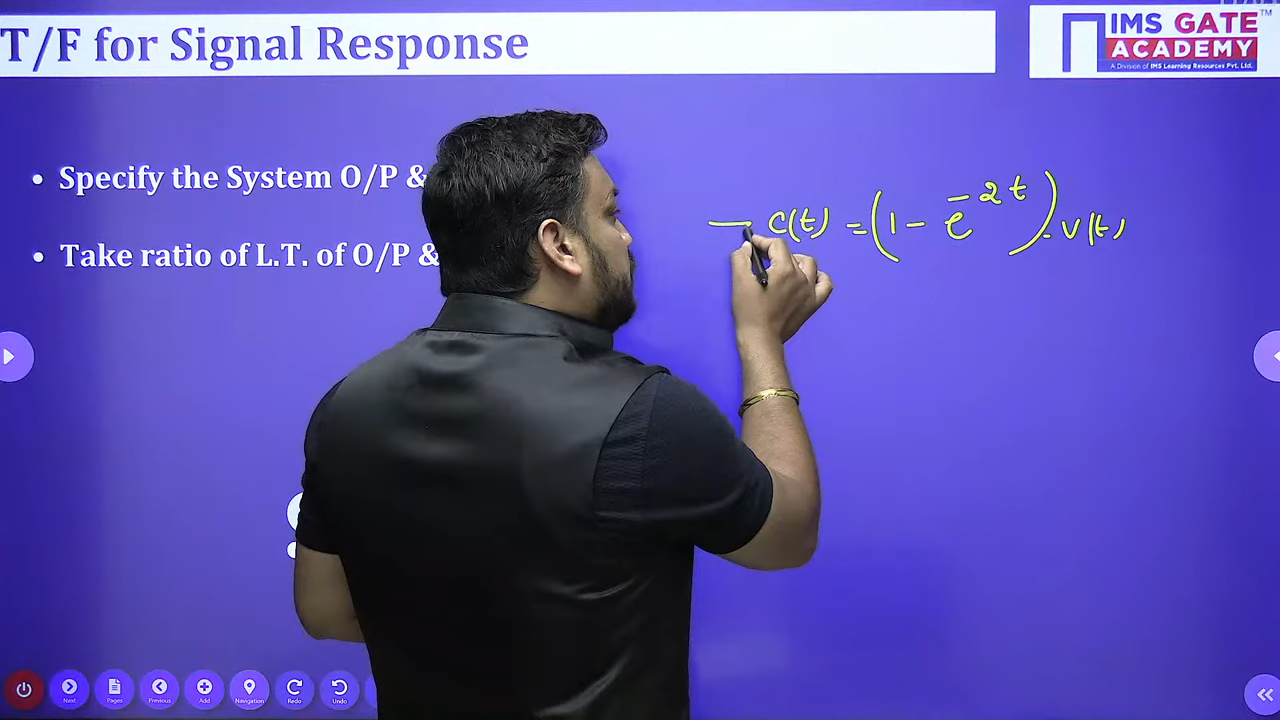 T/F for Signal Response
IMS GATE
ACADEMY
TM
A Division of IMS Learning Resources Pvt. Ltd.
• Specify the System O/P &
• Take ratio of L.T. of O/P &
c(t) = (1 - e^{-2t}).u(t)
Next Pages Previous Add Navigation Redo Undo